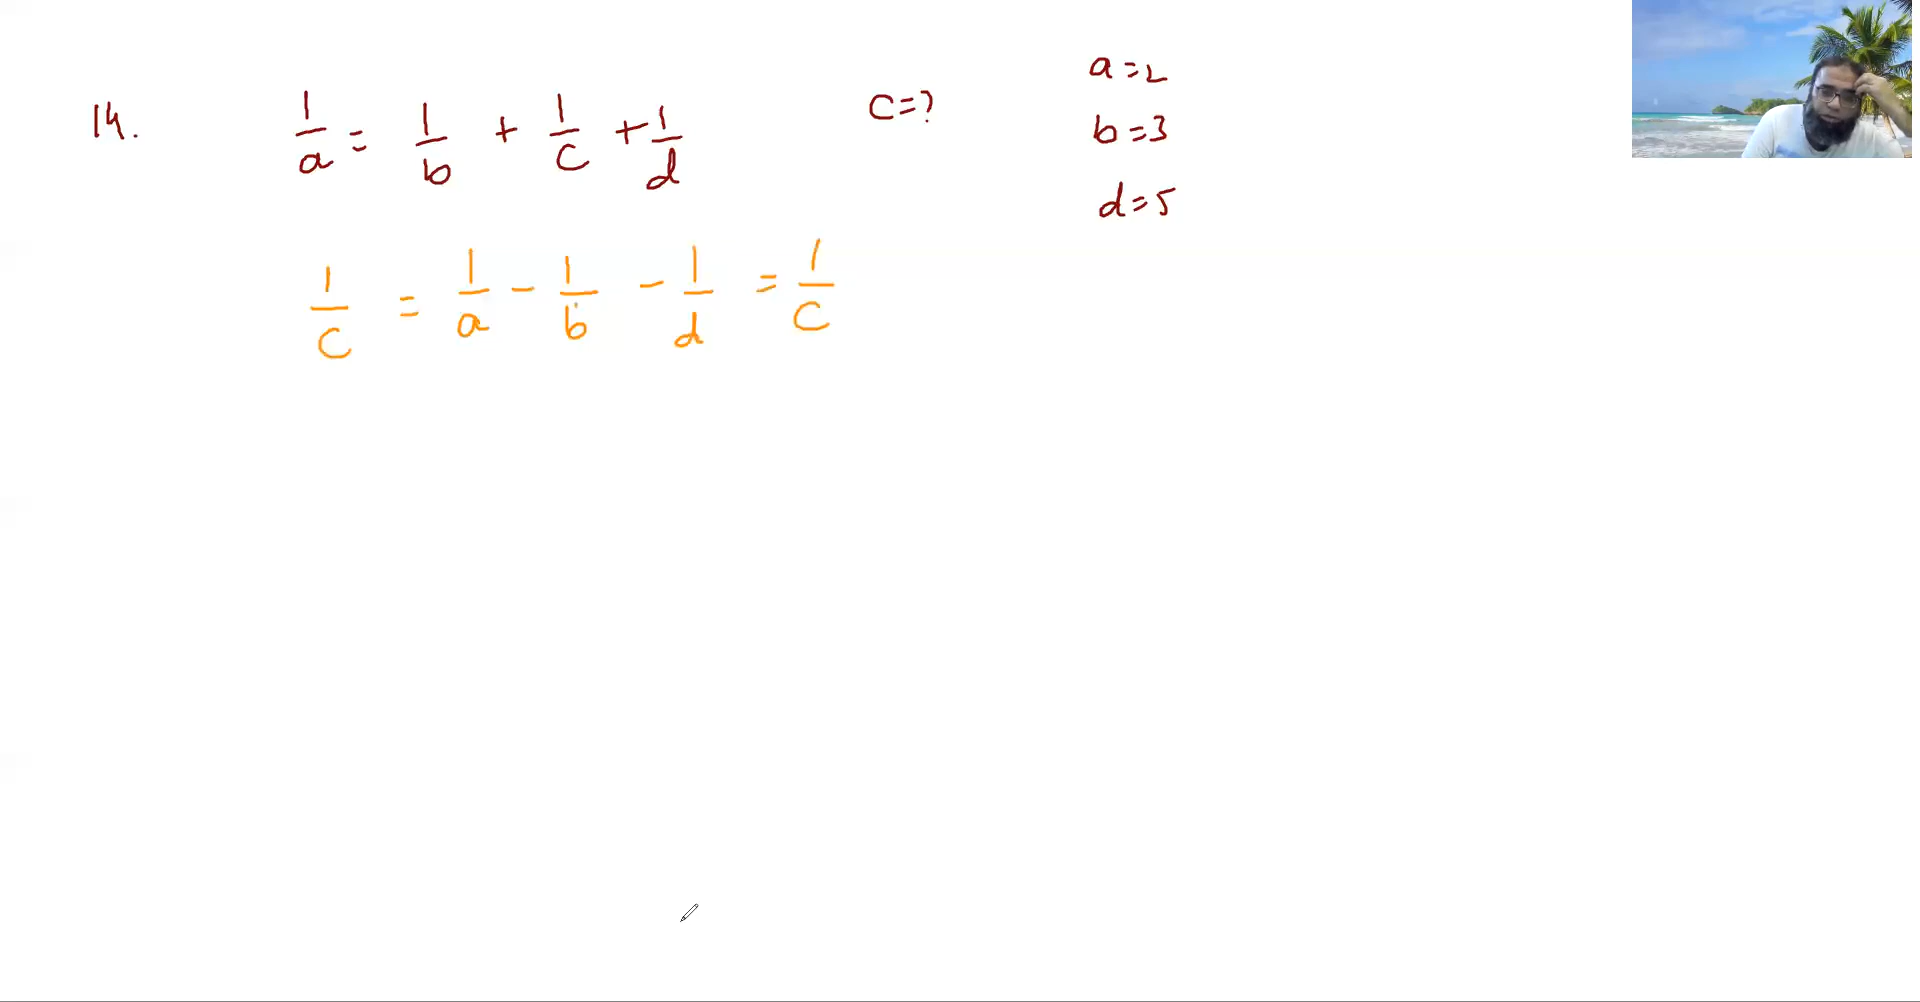 14. 1/a = 1/b + 1/c + 1/d
c=?
a=2
b=3
d=5
1/c = 1/a - 1/b - 1/d = 1/c